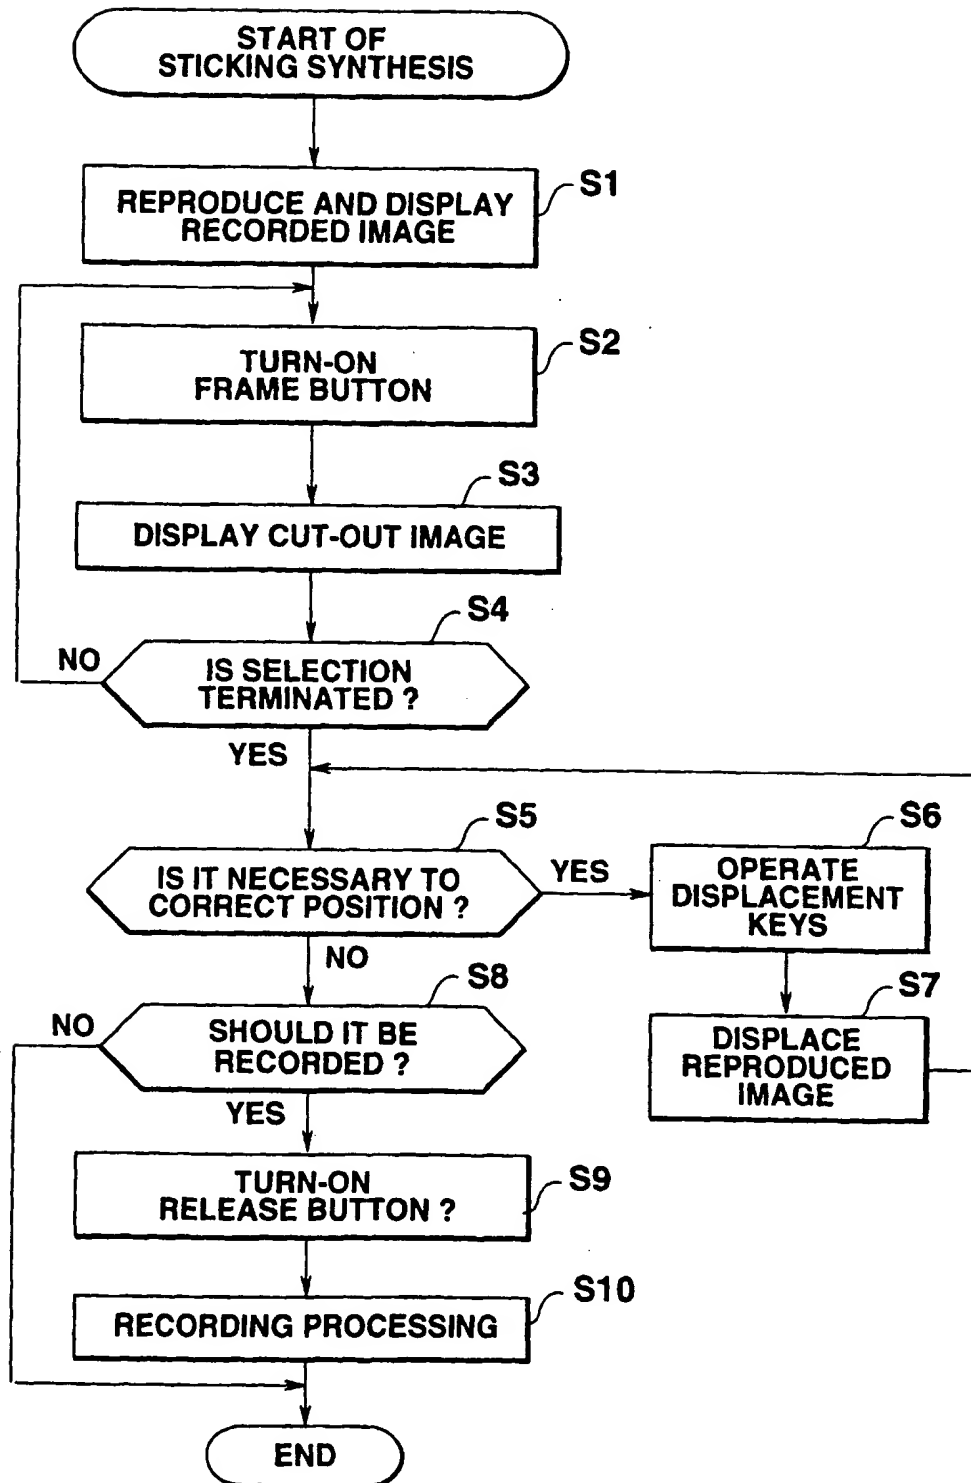 START OF
STICKING SYNTHESIS
S1
REPRODUCE AND DISPLAY
RECORDED IMAGE
S2
TURN-ON
FRAME BUTTON
S3
DISPLAY CUT-OUT IMAGE
S4
NO
IS SELECTION
TERMINATED ?
YES
S5
IS IT NECESSARY TO
CORRECT POSITION ?
YES
S6
OPERATE
DISPLACEMENT
KEYS
NO
S7
DISPLACE
REPRODUCED
IMAGE
S8
NO
SHOULD IT BE
RECORDED ?
YES
S9
TURN-ON
RELEASE BUTTON ?
S10
RECORDING PROCESSING
END